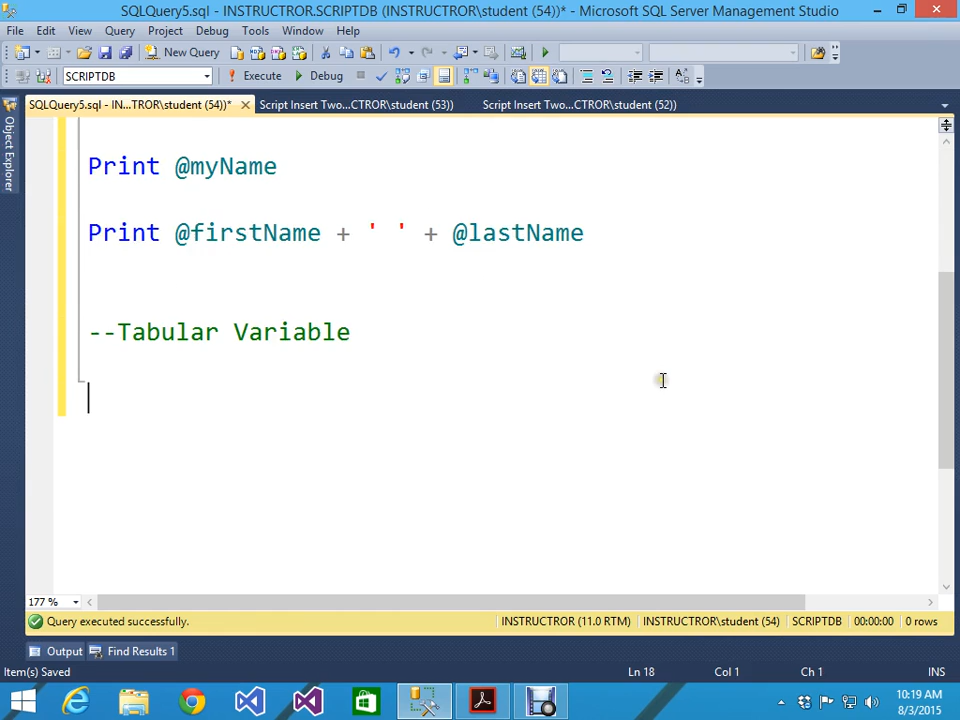 SQLQuery5.sql - INSTRUCTROR.SCRIPTDB (INSTRUCTROR\student (54))* - Microsoft SQL Server Management Studio
File Edit View Query Project Debug Tools Window Help
New Query
SCRIPTDB Execute Debug
SQLQuery5.sql - IN...TROR\student (54))* Script Insert Two...CTROR\student (53)) Script Insert Two...CTROR\student (52))
Object Explorer
Print @myName
Print @firstName + ' ' + @lastName
--Tabular Variable
177 %
Query executed successfully. INSTRUCTROR (11.0 RTM) INSTRUCTROR\student (54) SCRIPTDB 00:00:00 0 rows
Output Find Results 1
Item(s) Saved Ln 18 Col 1 Ch 1 INS
10:19 AM
8/3/2015